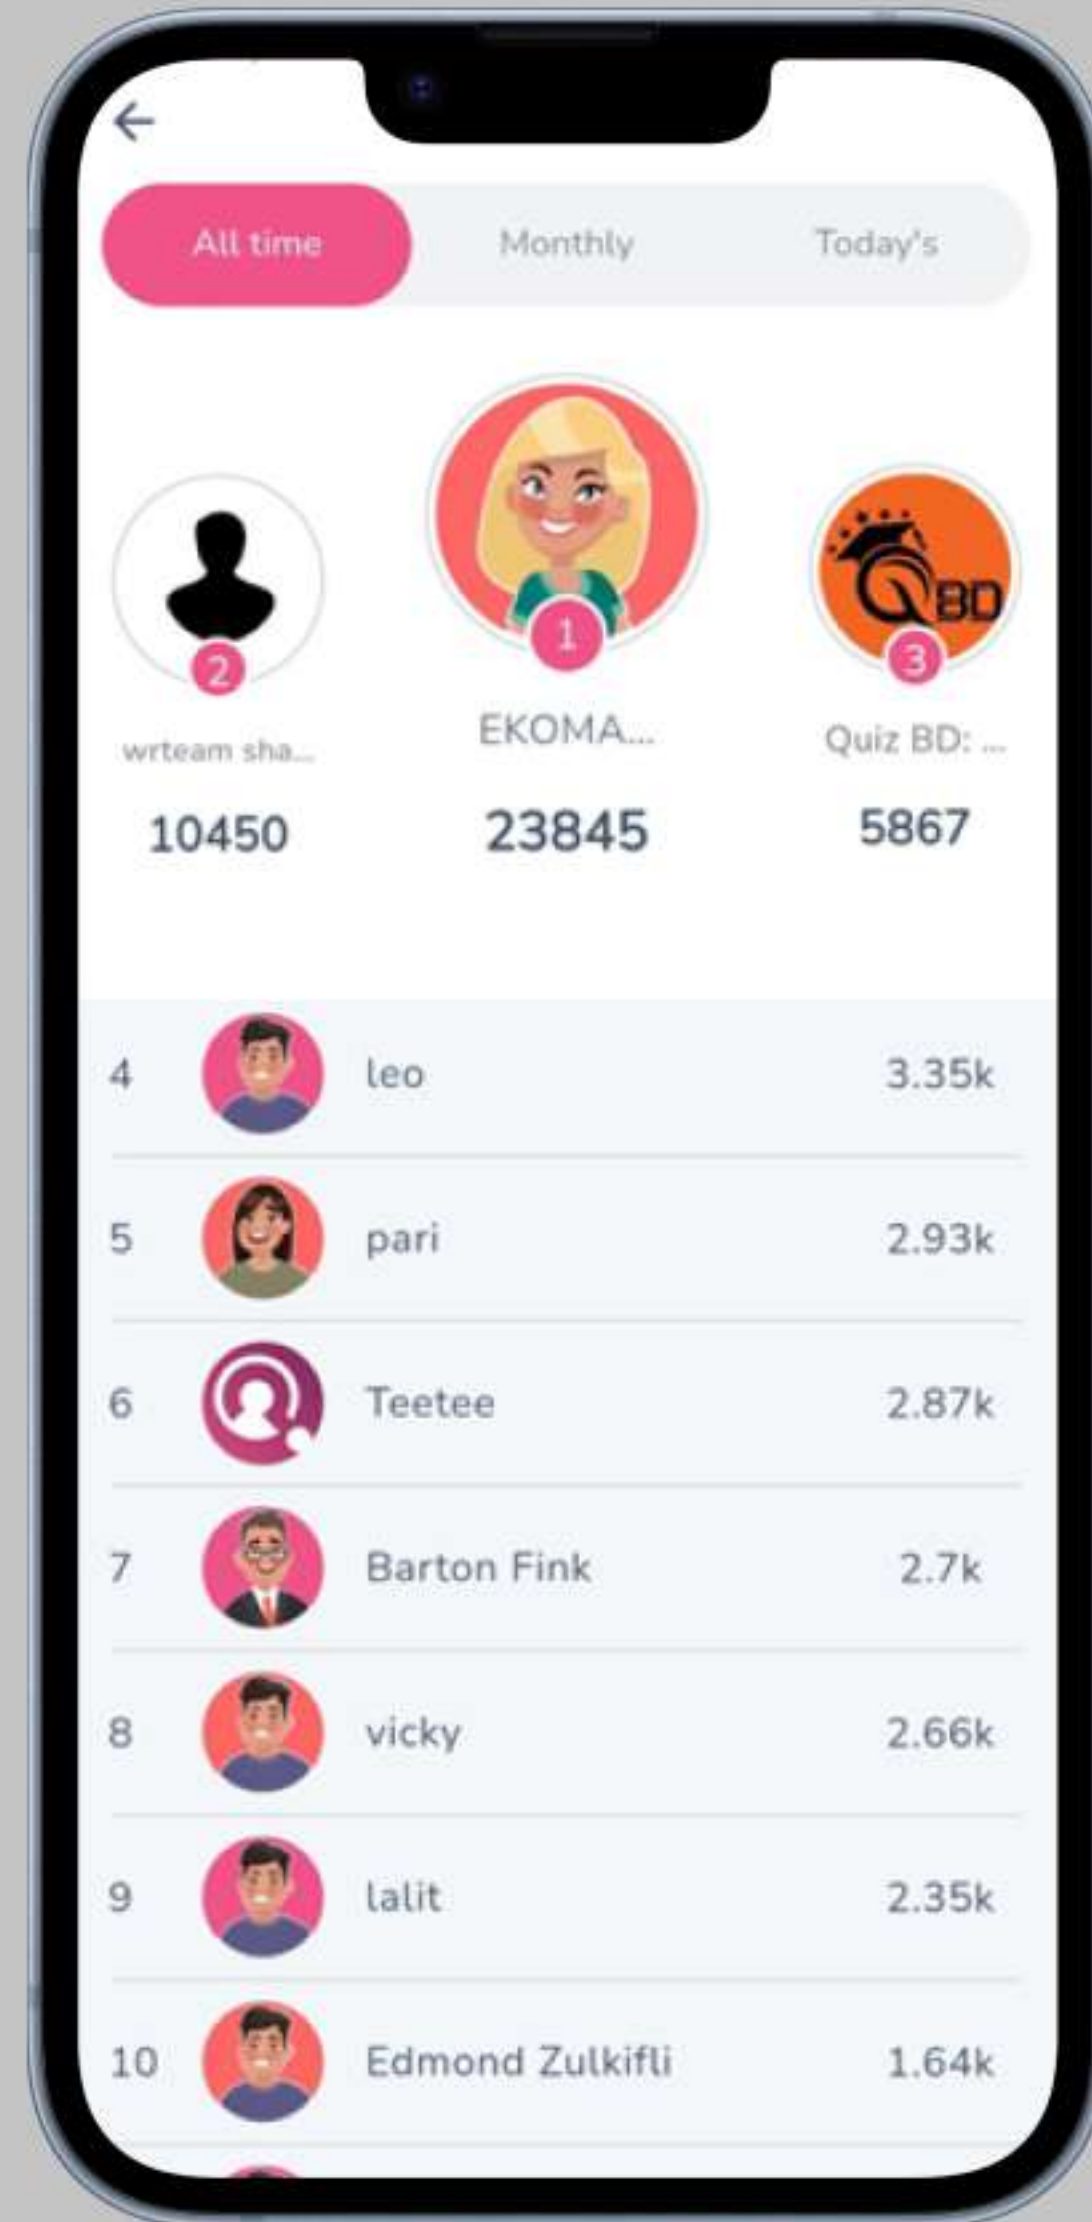 All time Monthly Today's
QBD
2 1 3
wrteam sha... EKOMA... Quiz BD: ...
10450 23845 5867
4 leo 3.35k
5 pari 2.93k
6 Teetee 2.87k
7 Barton Fink 2.7k
8 vicky 2.66k
9 lalit 2.35k
10 Edmond Zulkifli 1.64k